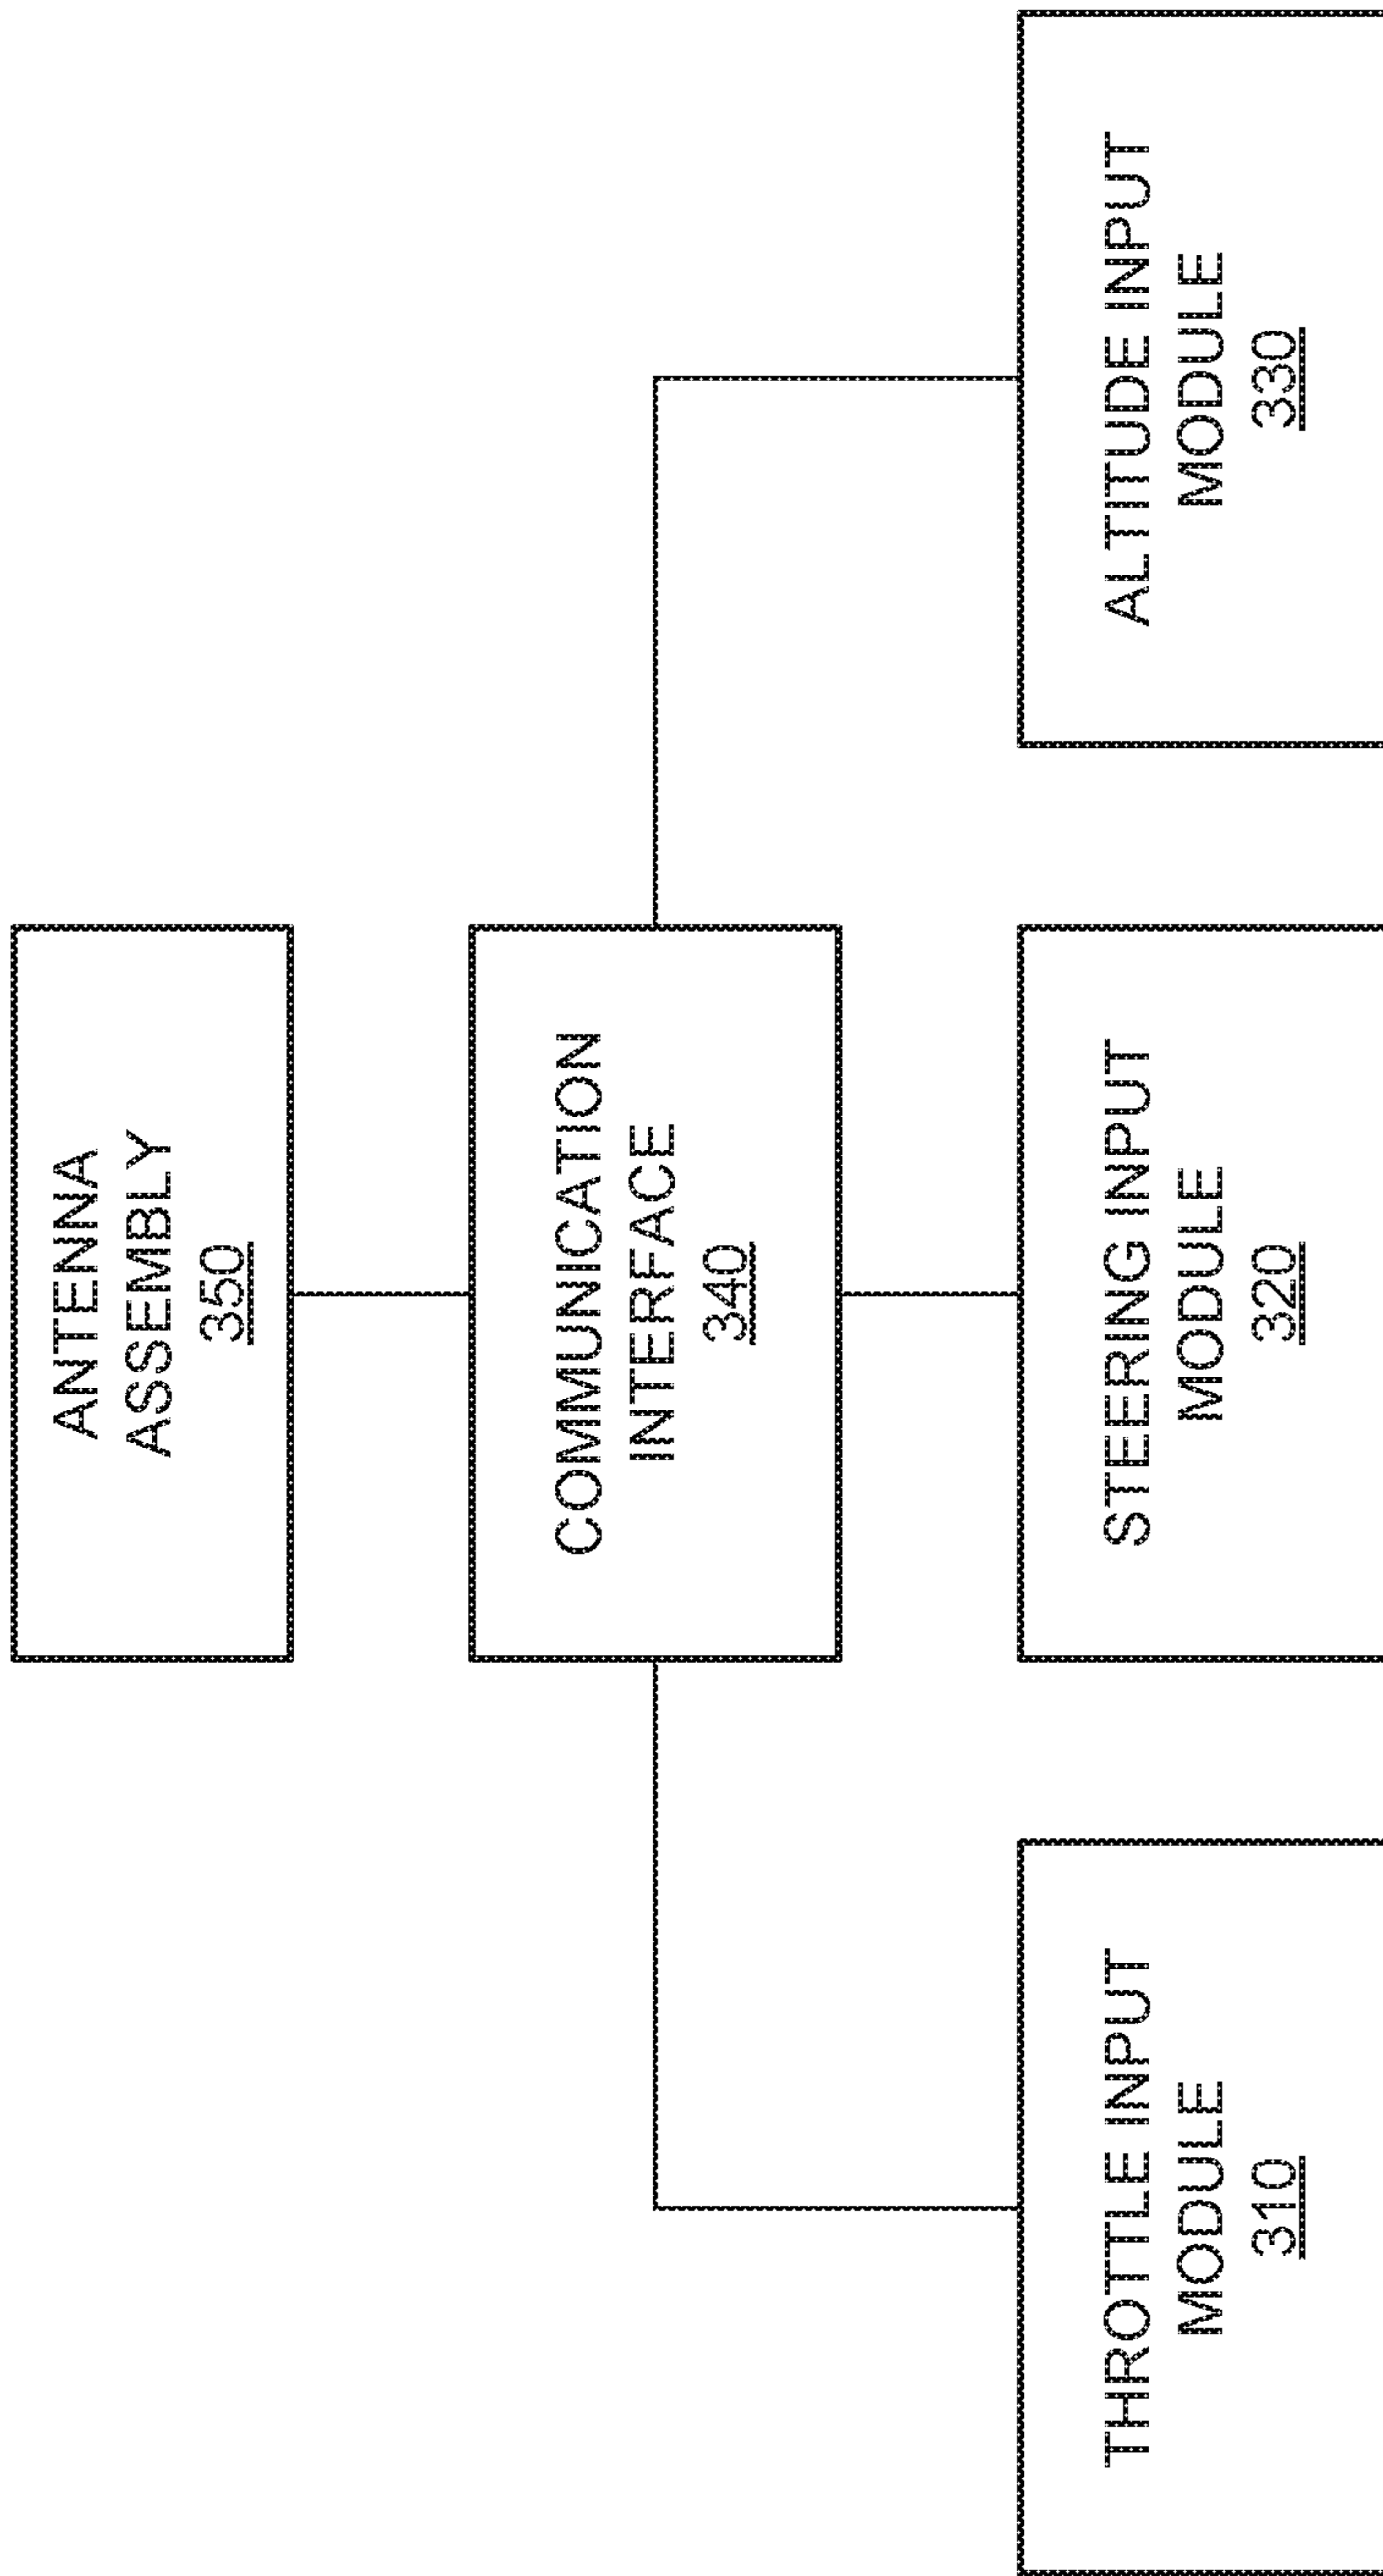 ANTENNA
ASSEMBLY
350
COMMUNICATION
INTERFACE
340
THROTTLE INPUT
MODULE
310
STEERING INPUT
MODULE
320
ALTITUDE INPUT
MODULE
330